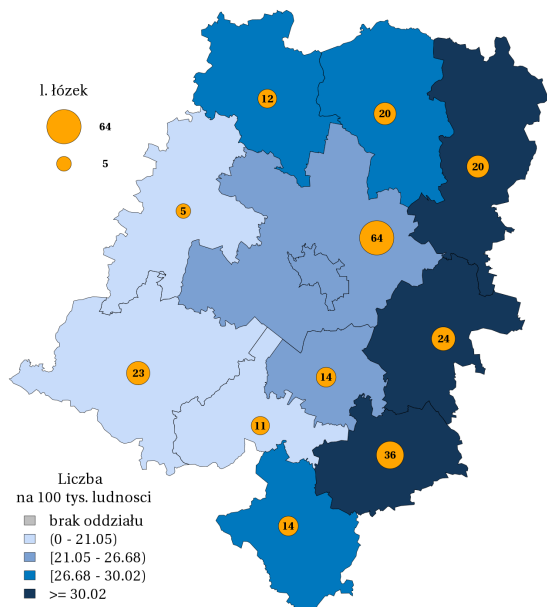 12
20
l. łózek
64
5
20
5
64
24
23
14
11
36
Liczba
na 100 tys. ludnosci
brak oddziału
(0 - 21.05)
[21.05 - 26.68)
[26.68 - 30.02)
>= 30.02
14